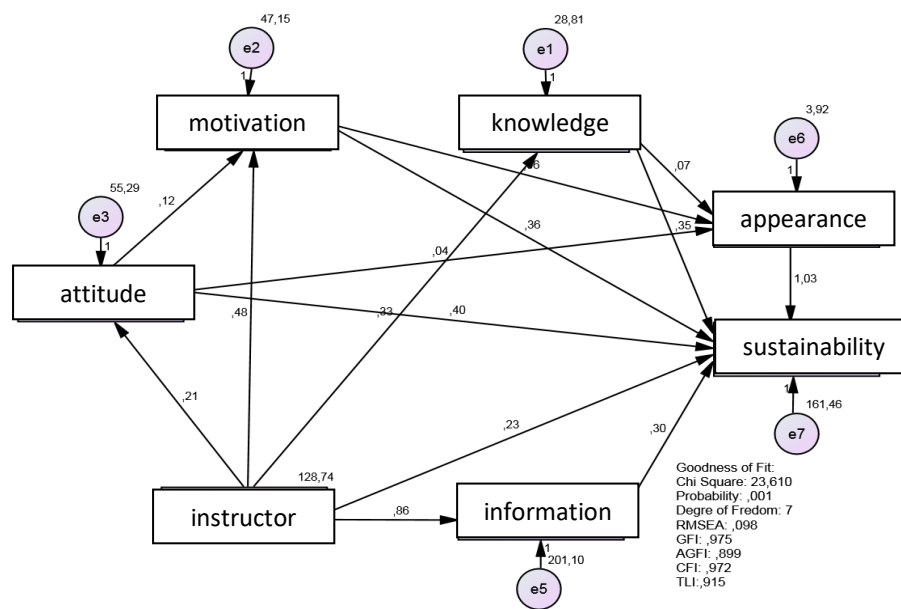 47,15
e2
1
motivation
28,81
e1
1
knowledge
3,92
e6
1
appearance
,07
,36
,35
55,29
e3
1
,12
attitude
,04
,48
,33
,40
1,03
sustainability
1
161,46
e7
,21
,23
,30
128,74
instructor
,86
information
1
201,10
e5
Goodness of Fit:
Chi Square: 23,610
Probability: ,001
Degre of Fredom: 7
RMSEA: ,098
GFI: ,975
AGFI: ,899
CFI: ,972
TLI:,915